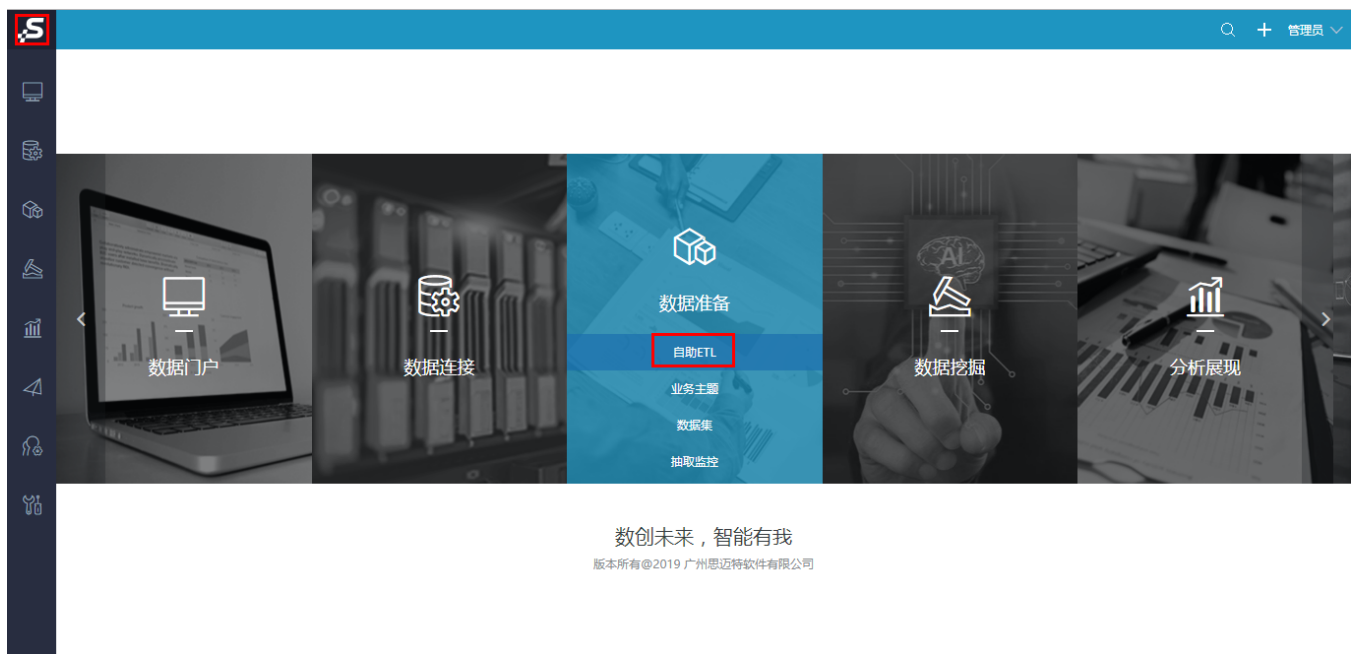 S
管理员
数据门户
数据连接
数据准备
自助ETL
业务主题
数据集
抽取监控
AI
数据挖掘
分析展现
数创未来，智能有我
版本所有@2019 广州思迈特软件有限公司